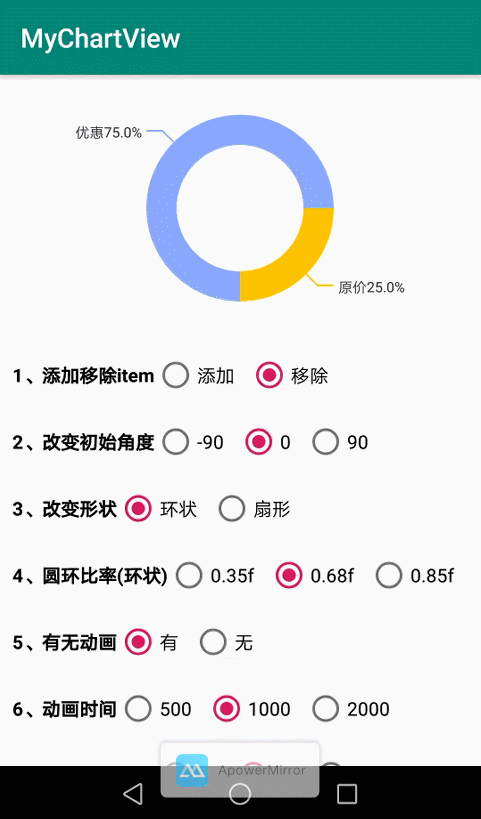 MyChartView
优惠75.0%
原价25.0%
1、添加移除item 添加 移除
2、改变初始角度 -90 0 90
3、改变形状 环状 扇形
4、圆环比率(环状) 0.35f 0.68f 0.85f
5、有无动画 有 无
6、动画时间 500 1000 2000
ApowerMirror